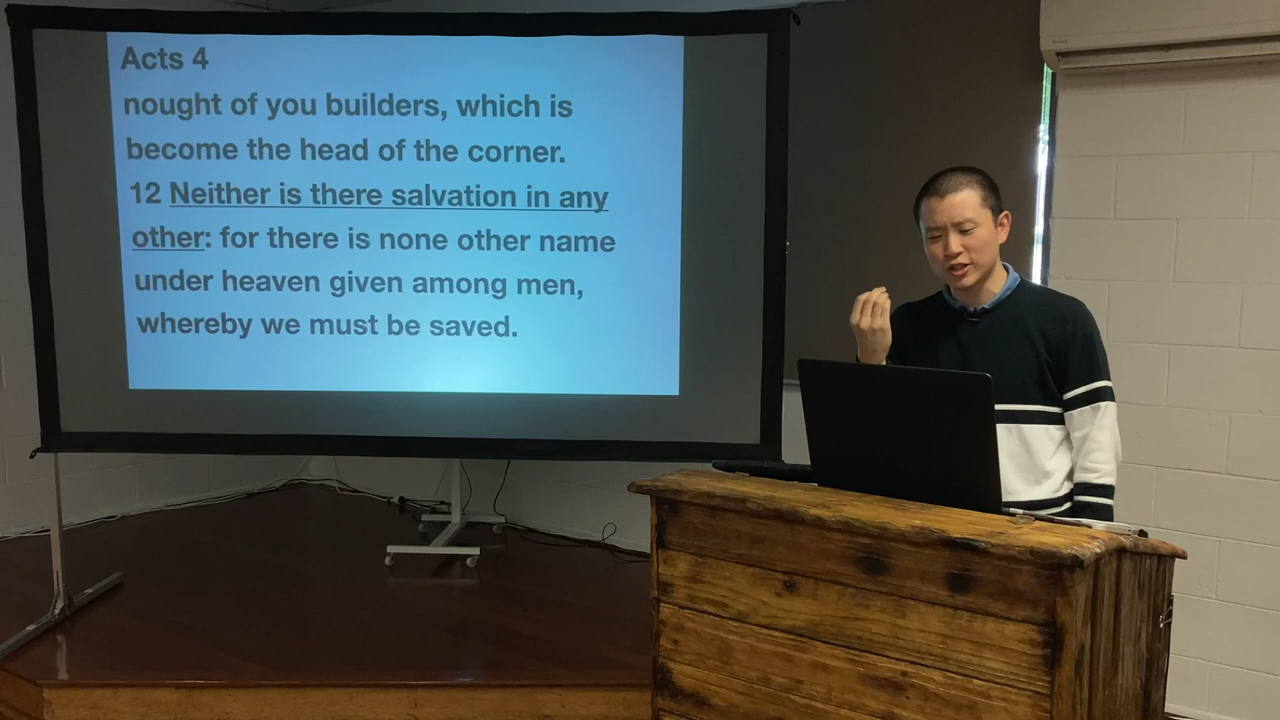 Acts 4
nought of you builders, which is
become the head of the corner.
12 Neither is there salvation in any
other: for there is none other name
under heaven given among men,
whereby we must be saved.